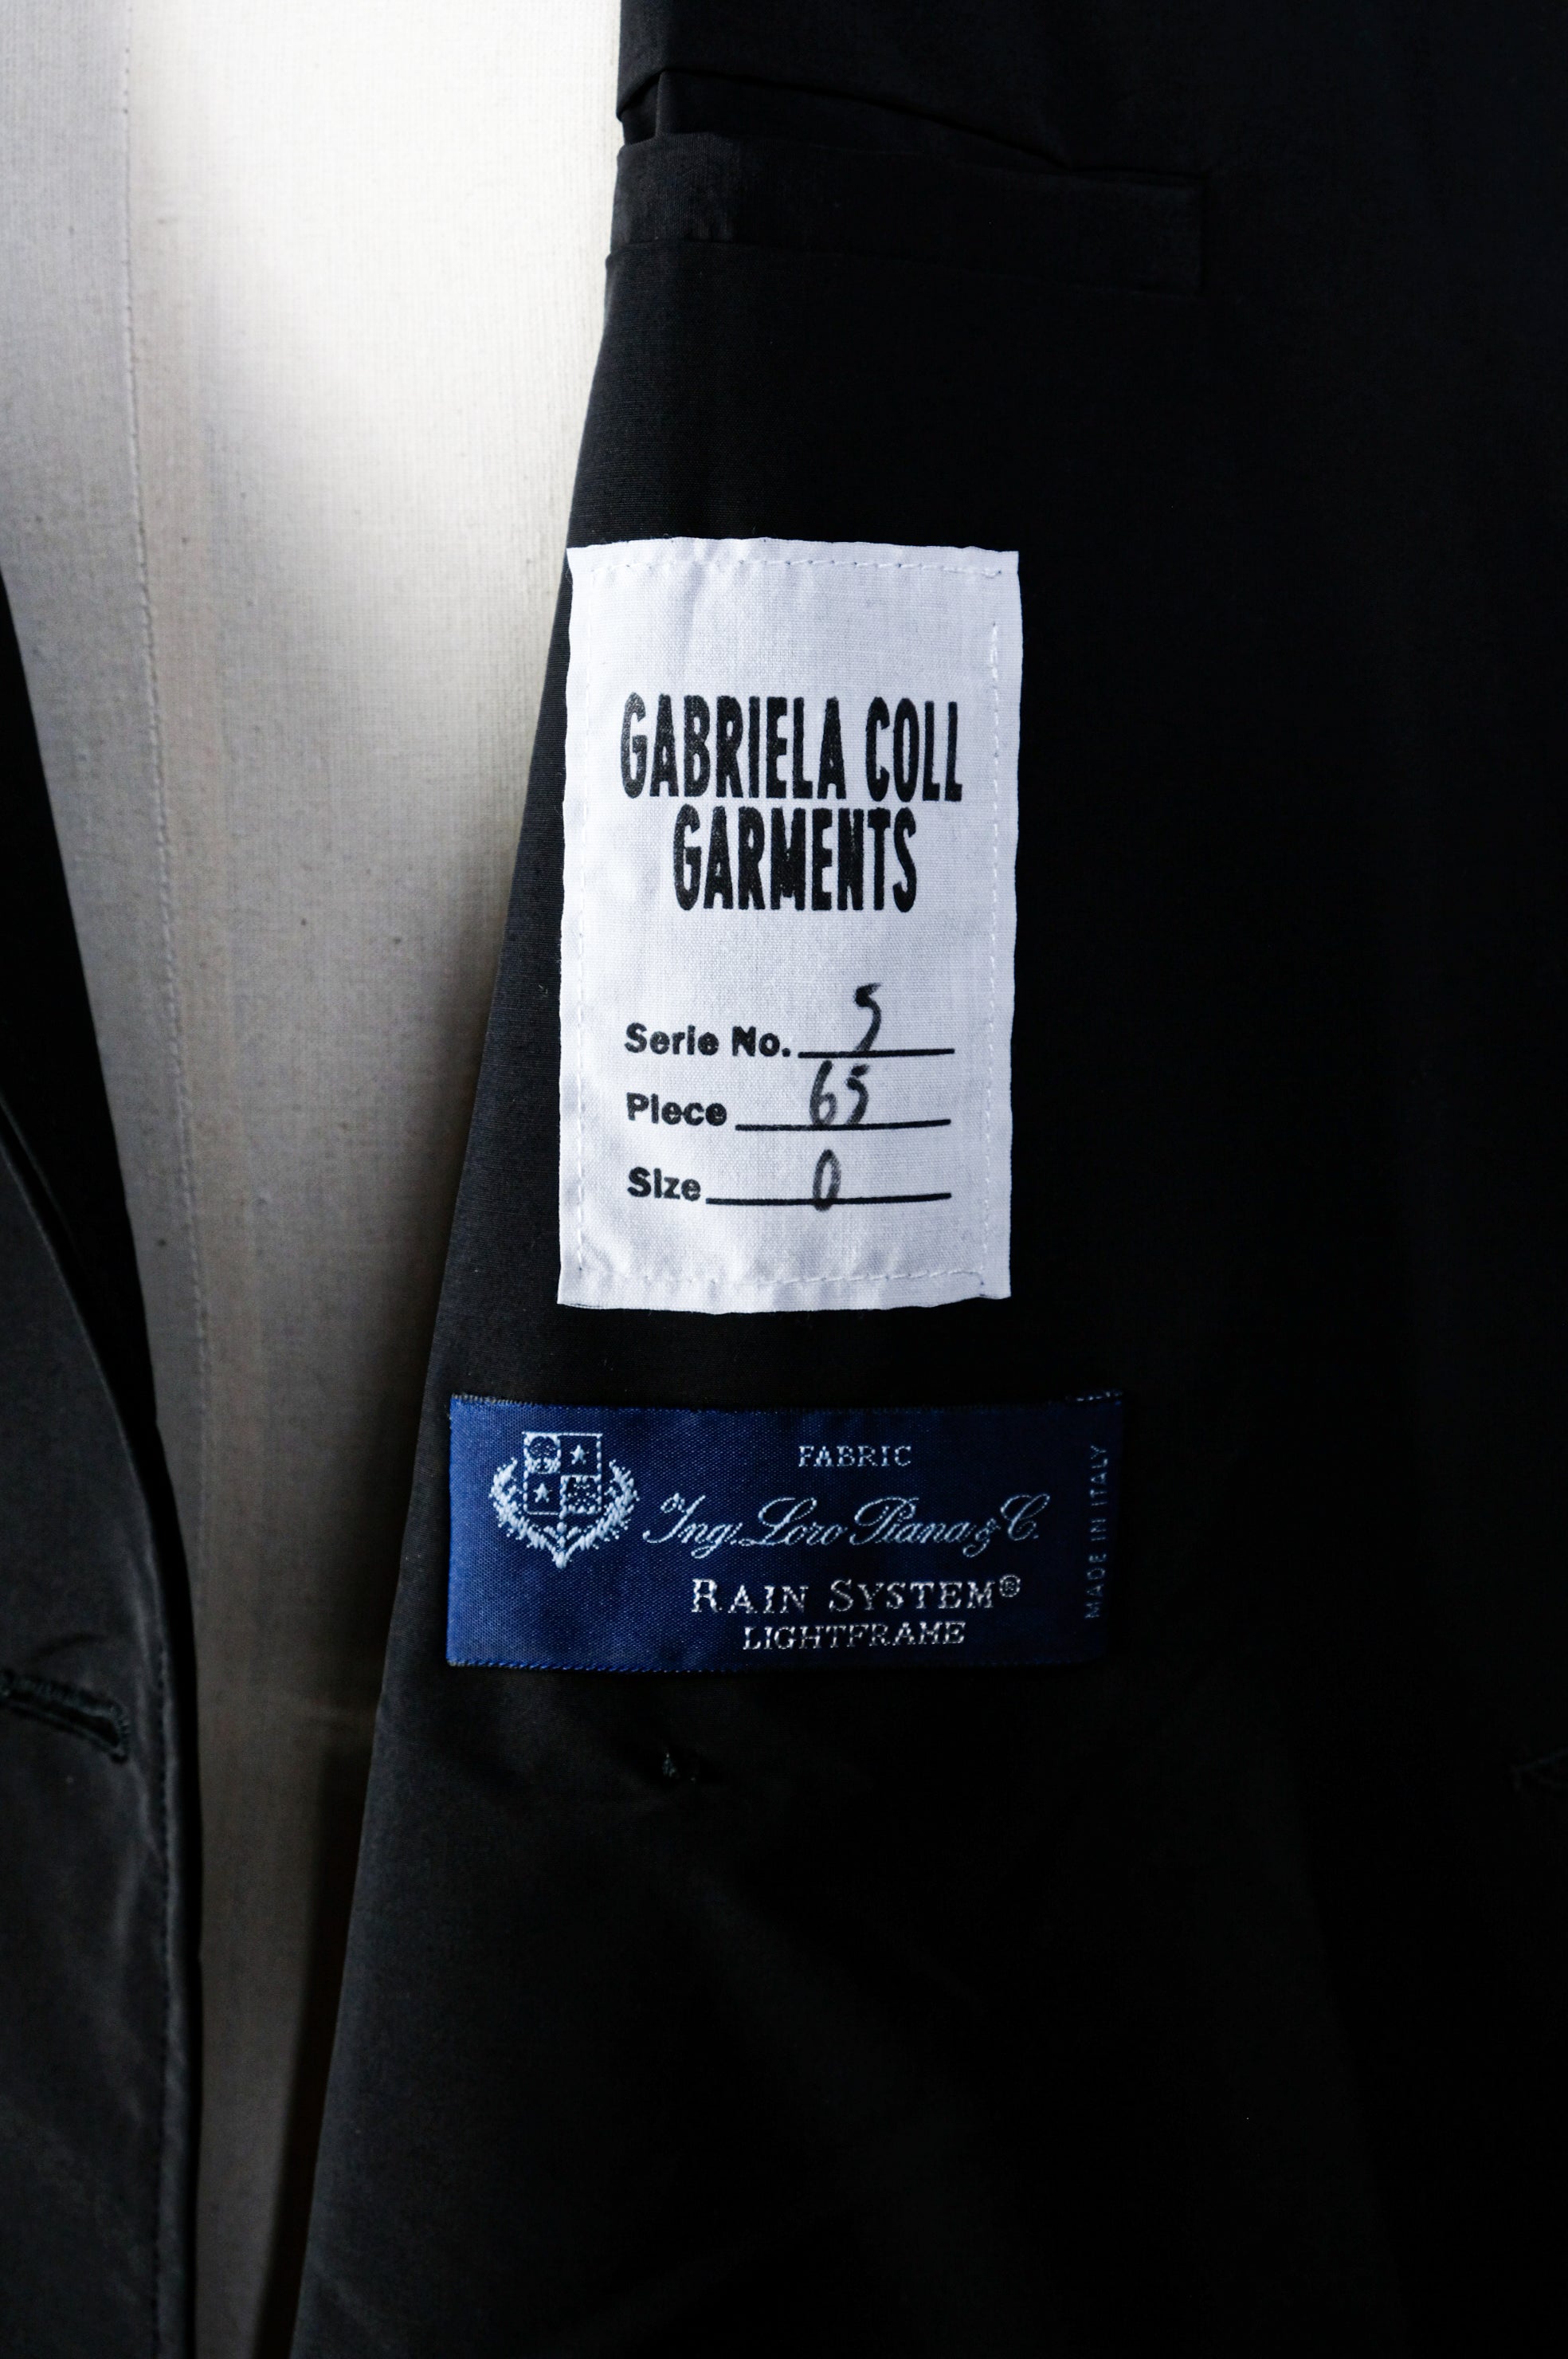 GABRIELA COLL
GARMENTS
Serie No. 5
Piece 65
Size 0
FABRIC
Ing. Loro Piana & C.
RAIN SYSTEM®
LIGHTFRAME
MADE IN ITALY